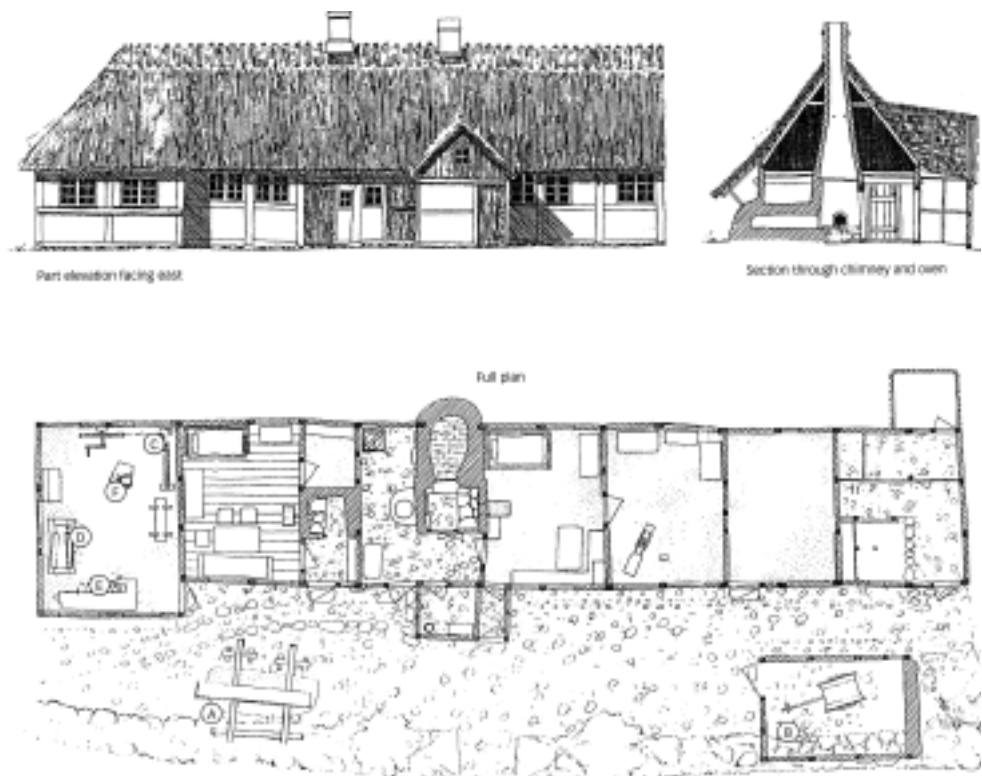 Part elevation facing east
Section through chimney and oven
Full plan
C
F
D
E
A
B